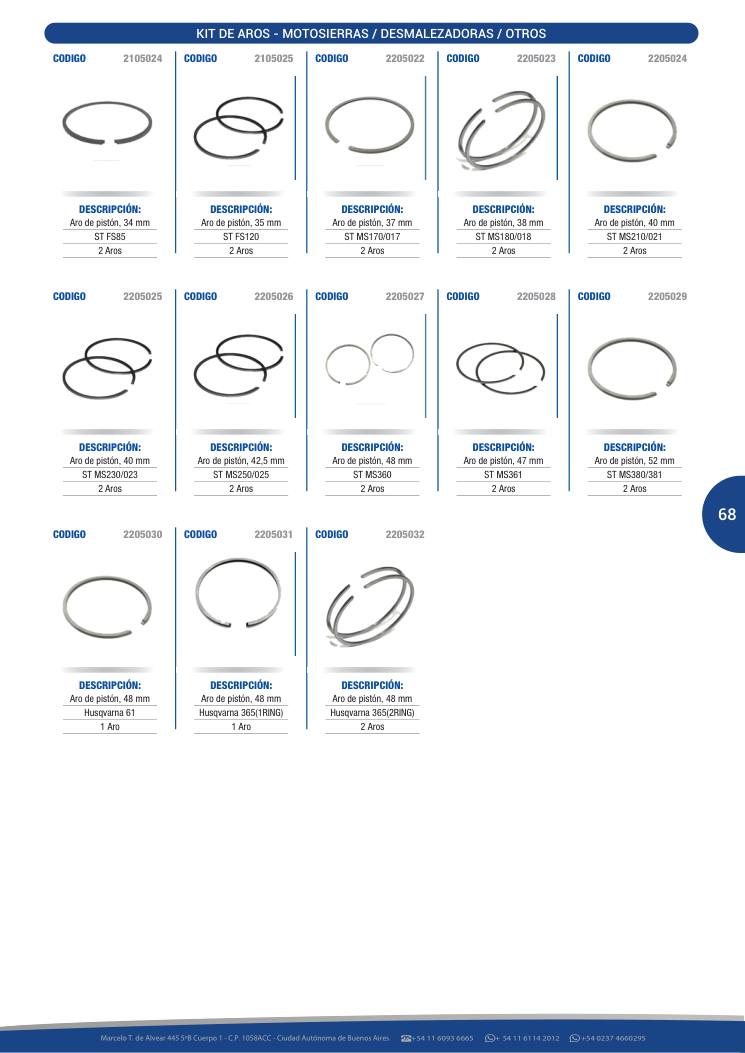 KIT DE AROS - MOTOSIERRAS / DESMALEZADORAS / OTROS
CODIGO 2105024
DESCRIPCIÓN:
Aro de pistón, 34 mm
ST FS85
2 Aros
CODIGO 2105025
DESCRIPCIÓN:
Aro de pistón, 35 mm
ST FS120
2 Aros
CODIGO 2205022
DESCRIPCIÓN:
Aro de pistón, 37 mm
ST MS170/017
2 Aros
CODIGO 2205023
DESCRIPCIÓN:
Aro de pistón, 38 mm
ST MS180/018
2 Aros
CODIGO 2205024
DESCRIPCIÓN:
Aro de pistón, 40 mm
ST MS210/021
2 Aros
CODIGO 2205025
DESCRIPCIÓN:
Aro de pistón, 40 mm
ST MS230/023
2 Aros
CODIGO 2205026
DESCRIPCIÓN:
Aro de pistón, 42,5 mm
ST MS250/025
2 Aros
CODIGO 2205027
DESCRIPCIÓN:
Aro de pistón, 48 mm
ST MS360
2 Aros
CODIGO 2205028
DESCRIPCIÓN:
Aro de pistón, 47 mm
ST MS361
2 Aros
CODIGO 2205029
DESCRIPCIÓN:
Aro de pistón, 52 mm
ST MS380/381
2 Aros
68
CODIGO 2205030
DESCRIPCIÓN:
Aro de pistón, 48 mm
Husqvarna 61
1 Aro
CODIGO 2205031
DESCRIPCIÓN:
Aro de pistón, 48 mm
Husqvarna 365(1RING)
1 Aro
CODIGO 2205032
DESCRIPCIÓN:
Aro de pistón, 48 mm
Husqvarna 365(2RING)
2 Aros
Marcelo T. de Alvear 445 5ºB Cuerpo 1 - C.P. 1058ACC - Ciudad Autónoma de Buenos Aires. +54 11 6093 6665 + 54 11 6114 2012 +54 0237 4660295